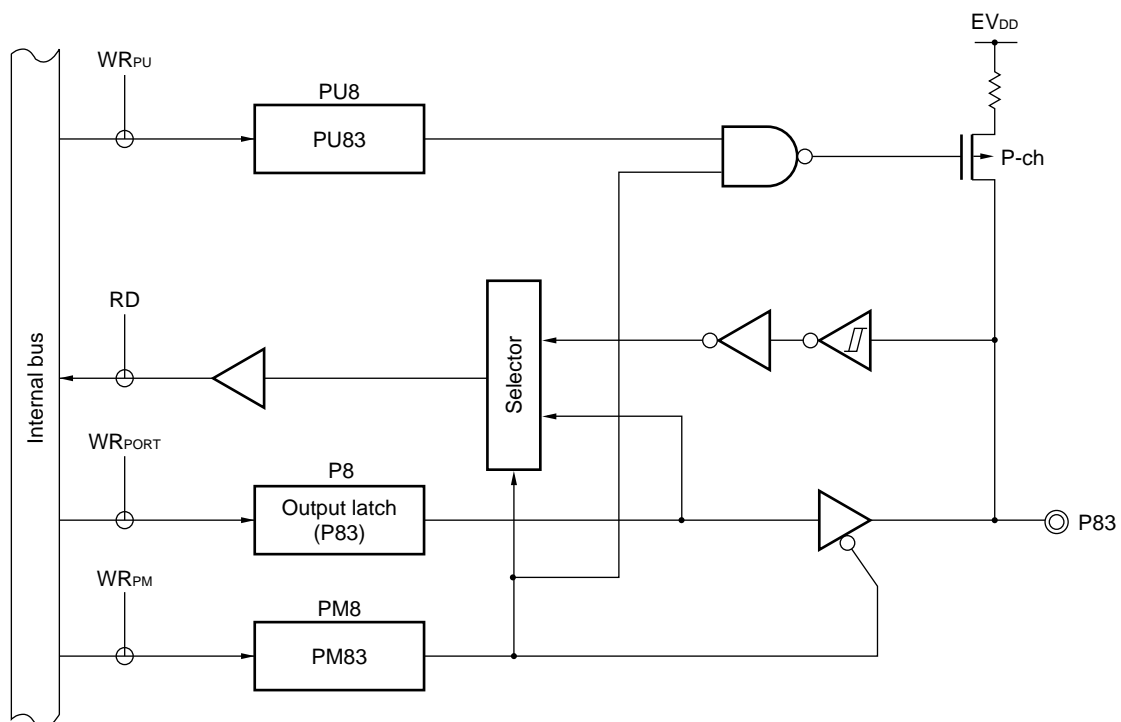 EVDD
WRPU
PU8
PU83
P-ch
RD
Selector
Internal bus
WRPORT
P8
Output latch
(P83)
P83
WRPM
PM8
PM83